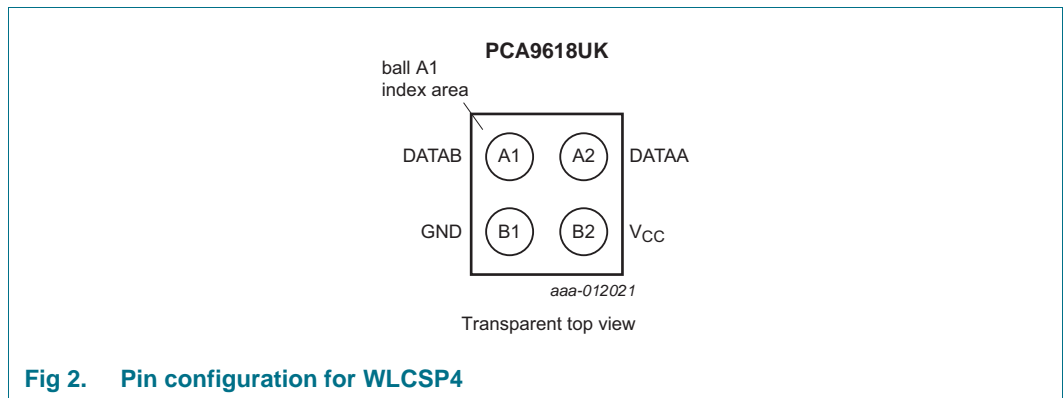 PCA9618UK
ball A1
index area
DATAB A1 A2 DATAA
GND B1 B2 VCC
aaa-012021
Transparent top view
Fig 2. Pin configuration for WLCSP4